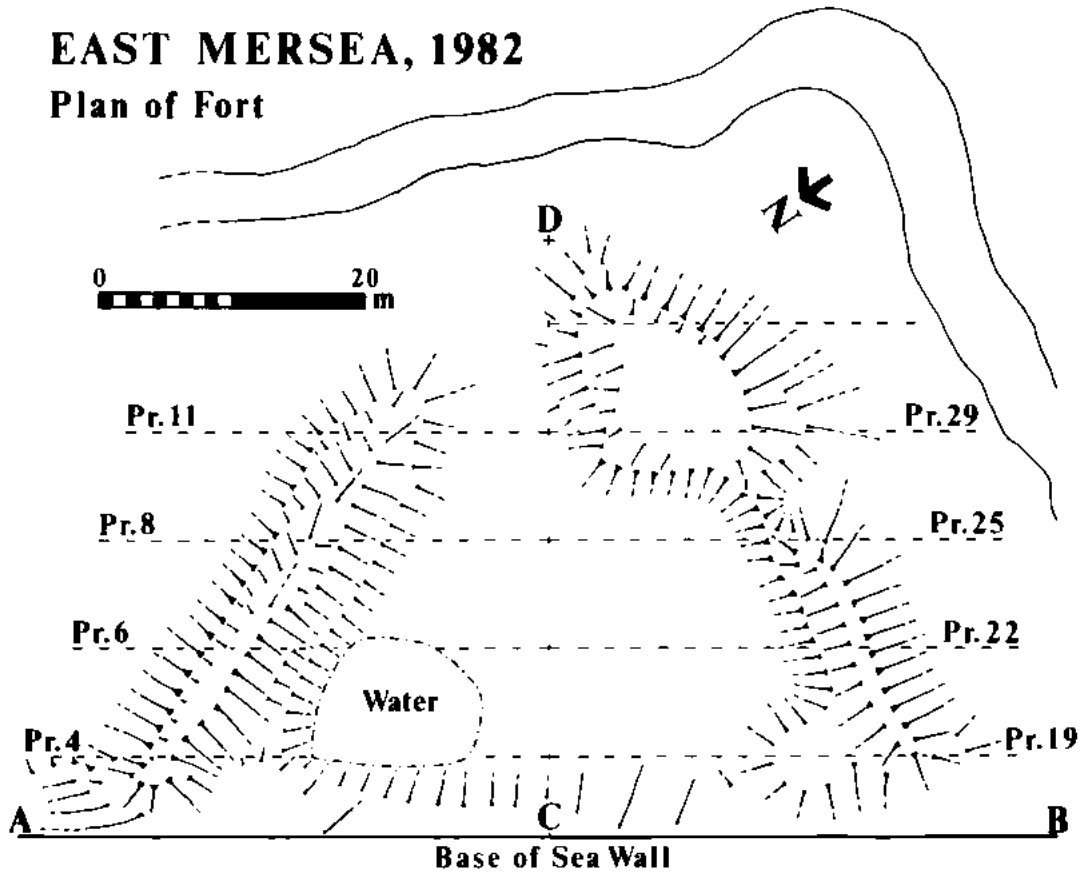 EAST MERSEA, 1982
Plan of Fort
N
D
0 20 m
Pr.11 Pr.29
Pr.8 Pr.25
Pr.6 Pr.22
Water
Pr.4 Pr.19
A C B
Base of Sea Wall